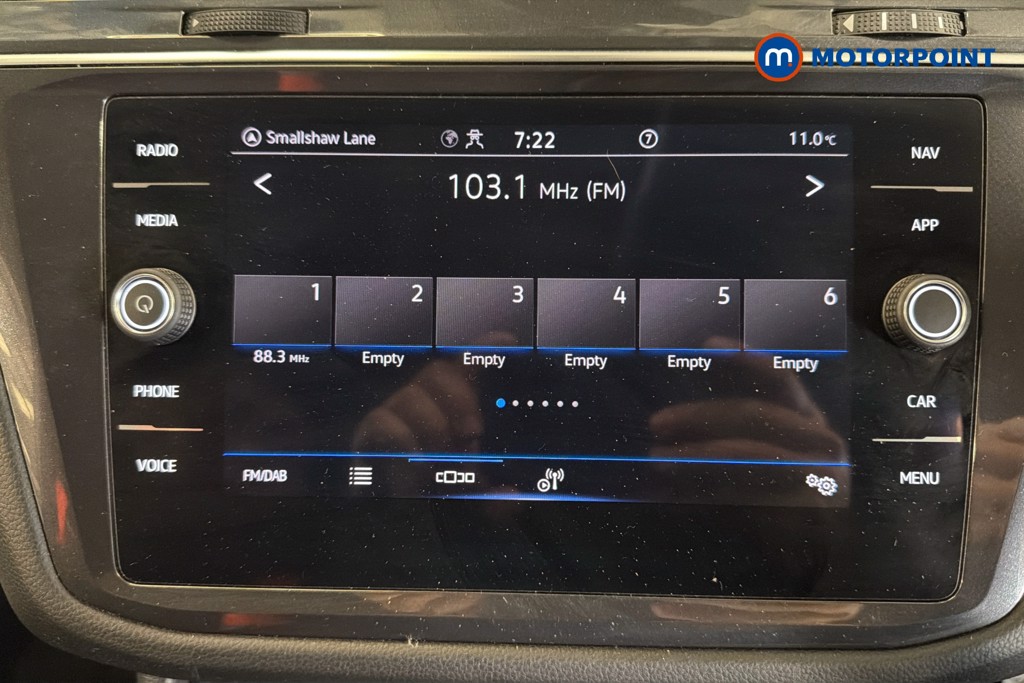 m MOTORPOINT
RADIO
MEDIA
PHONE
VOICE
Smallshaw Lane 7:22 7 11.0°C
< 103.1 MHz (FM) >
1 2 3 4 5 6
88.3 MHz Empty Empty Empty Empty Empty
FM/DAB
NAV
APP
CAR
MENU